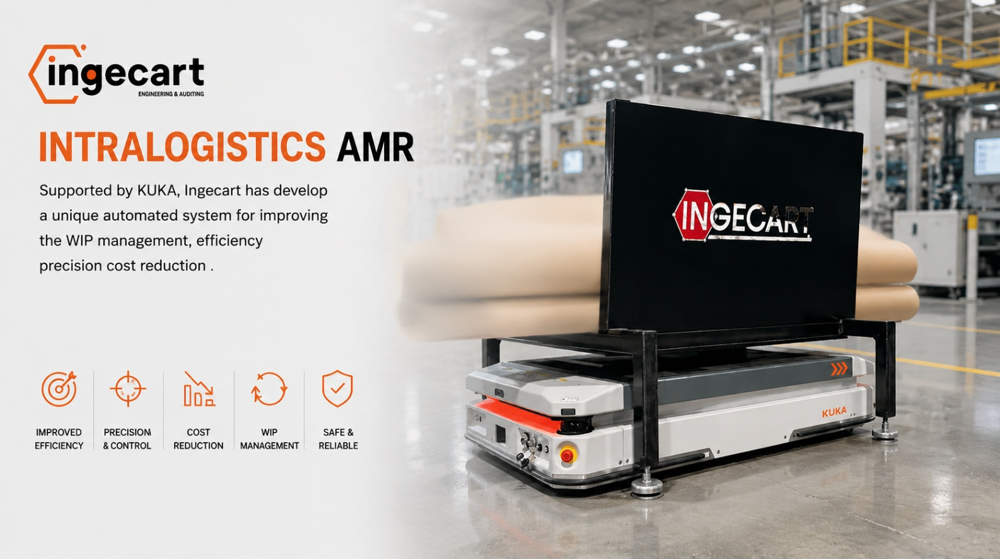 ingecart
ENGINEERING & AUDITING
INTRALOGISTICS AMR
Supported by KUKA, Ingecart has develop
a unique automated system for improving
the WIP management, efficiency
precision cost reduction .
IMPROVED
EFFICIENCY
PRECISION
& CONTROL
COST
REDUCTION
WIP
MANAGEMENT
SAFE &
RELIABLE
INGECART
KUKA